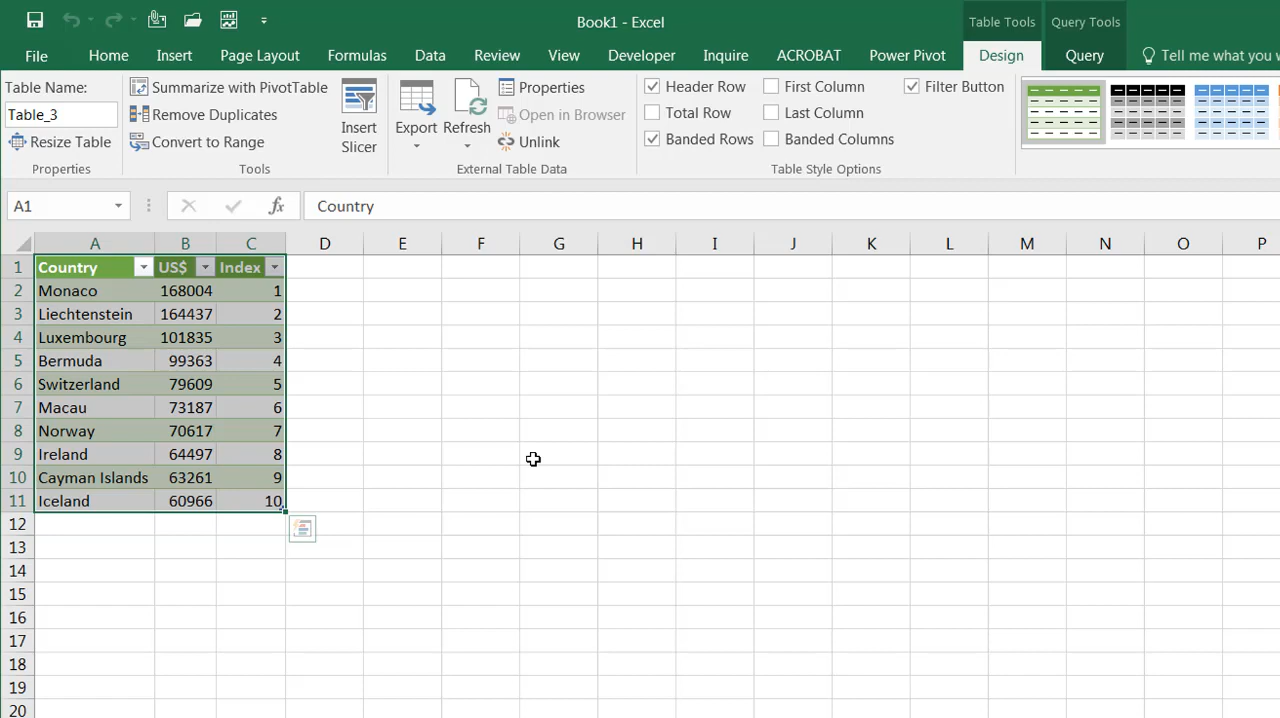 Book1 - Excel
Table Tools
Query Tools
File
Home
Insert
Page Layout
Formulas
Data
Review
View
Developer
Inquire
ACROBAT
Power Pivot
Design
Query
Tell me what you
Table Name:
Table_3
Resize Table
Properties
Summarize with PivotTable
Remove Duplicates
Convert to Range
Tools
Insert
Slicer
Export
Refresh
Properties
Open in Browser
Unlink
External Table Data
Header Row
First Column
Filter Button
Total Row
Last Column
Banded Rows
Banded Columns
Table Style Options
A1
fx
Country
A B C D E F G H I J K L M N O P
1 Country US$ Index
2 Monaco 168004 1
3 Liechtenstein 164437 2
4 Luxembourg 101835 3
5 Bermuda 99363 4
6 Switzerland 79609 5
7 Macau 73187 6
8 Norway 70617 7
9 Ireland 64497 8
10 Cayman Islands 63261 9
11 Iceland 60966 10
12
13
14
15
16
17
18
19
20